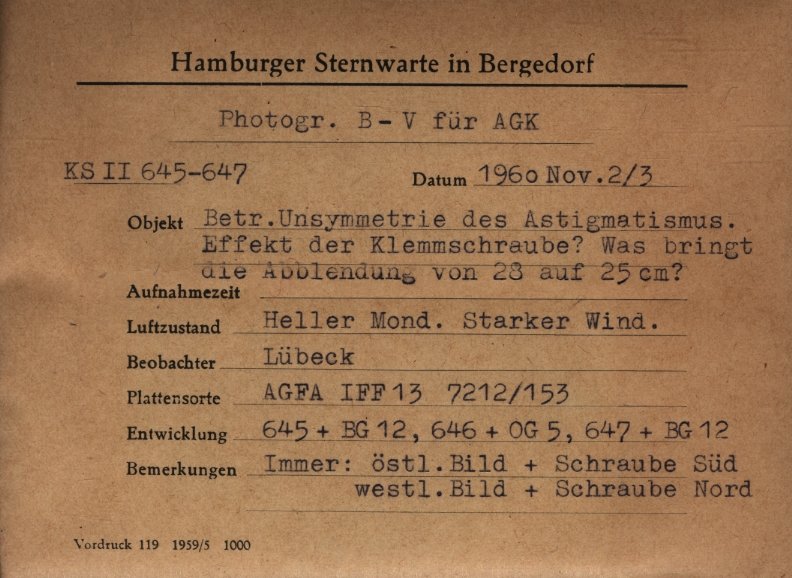 Hamburger Sternwarte in Bergedorf
Photogr. B - V für AGK
KS II 645-647
Datum 1960 Nov. 2/3
Objekt Betr. Unsymmetrie des Astigmatismus.
Effekt der Klemmschraube? Was bringt
die Abblendung von 28 auf 25 cm?
Aufnahmezeit
Luftzustand Heller Mond. Starker Wind.
Beobachter Lübeck
Plattensorte AGFA IFF 13 7212/153
Entwicklung 645 + BG 12, 646 + OG 5, 647 + BG 12
Bemerkungen Immer: östl. Bild + Schraube Süd
westl. Bild + Schraube Nord
Vordruck 119 1959/5 1000